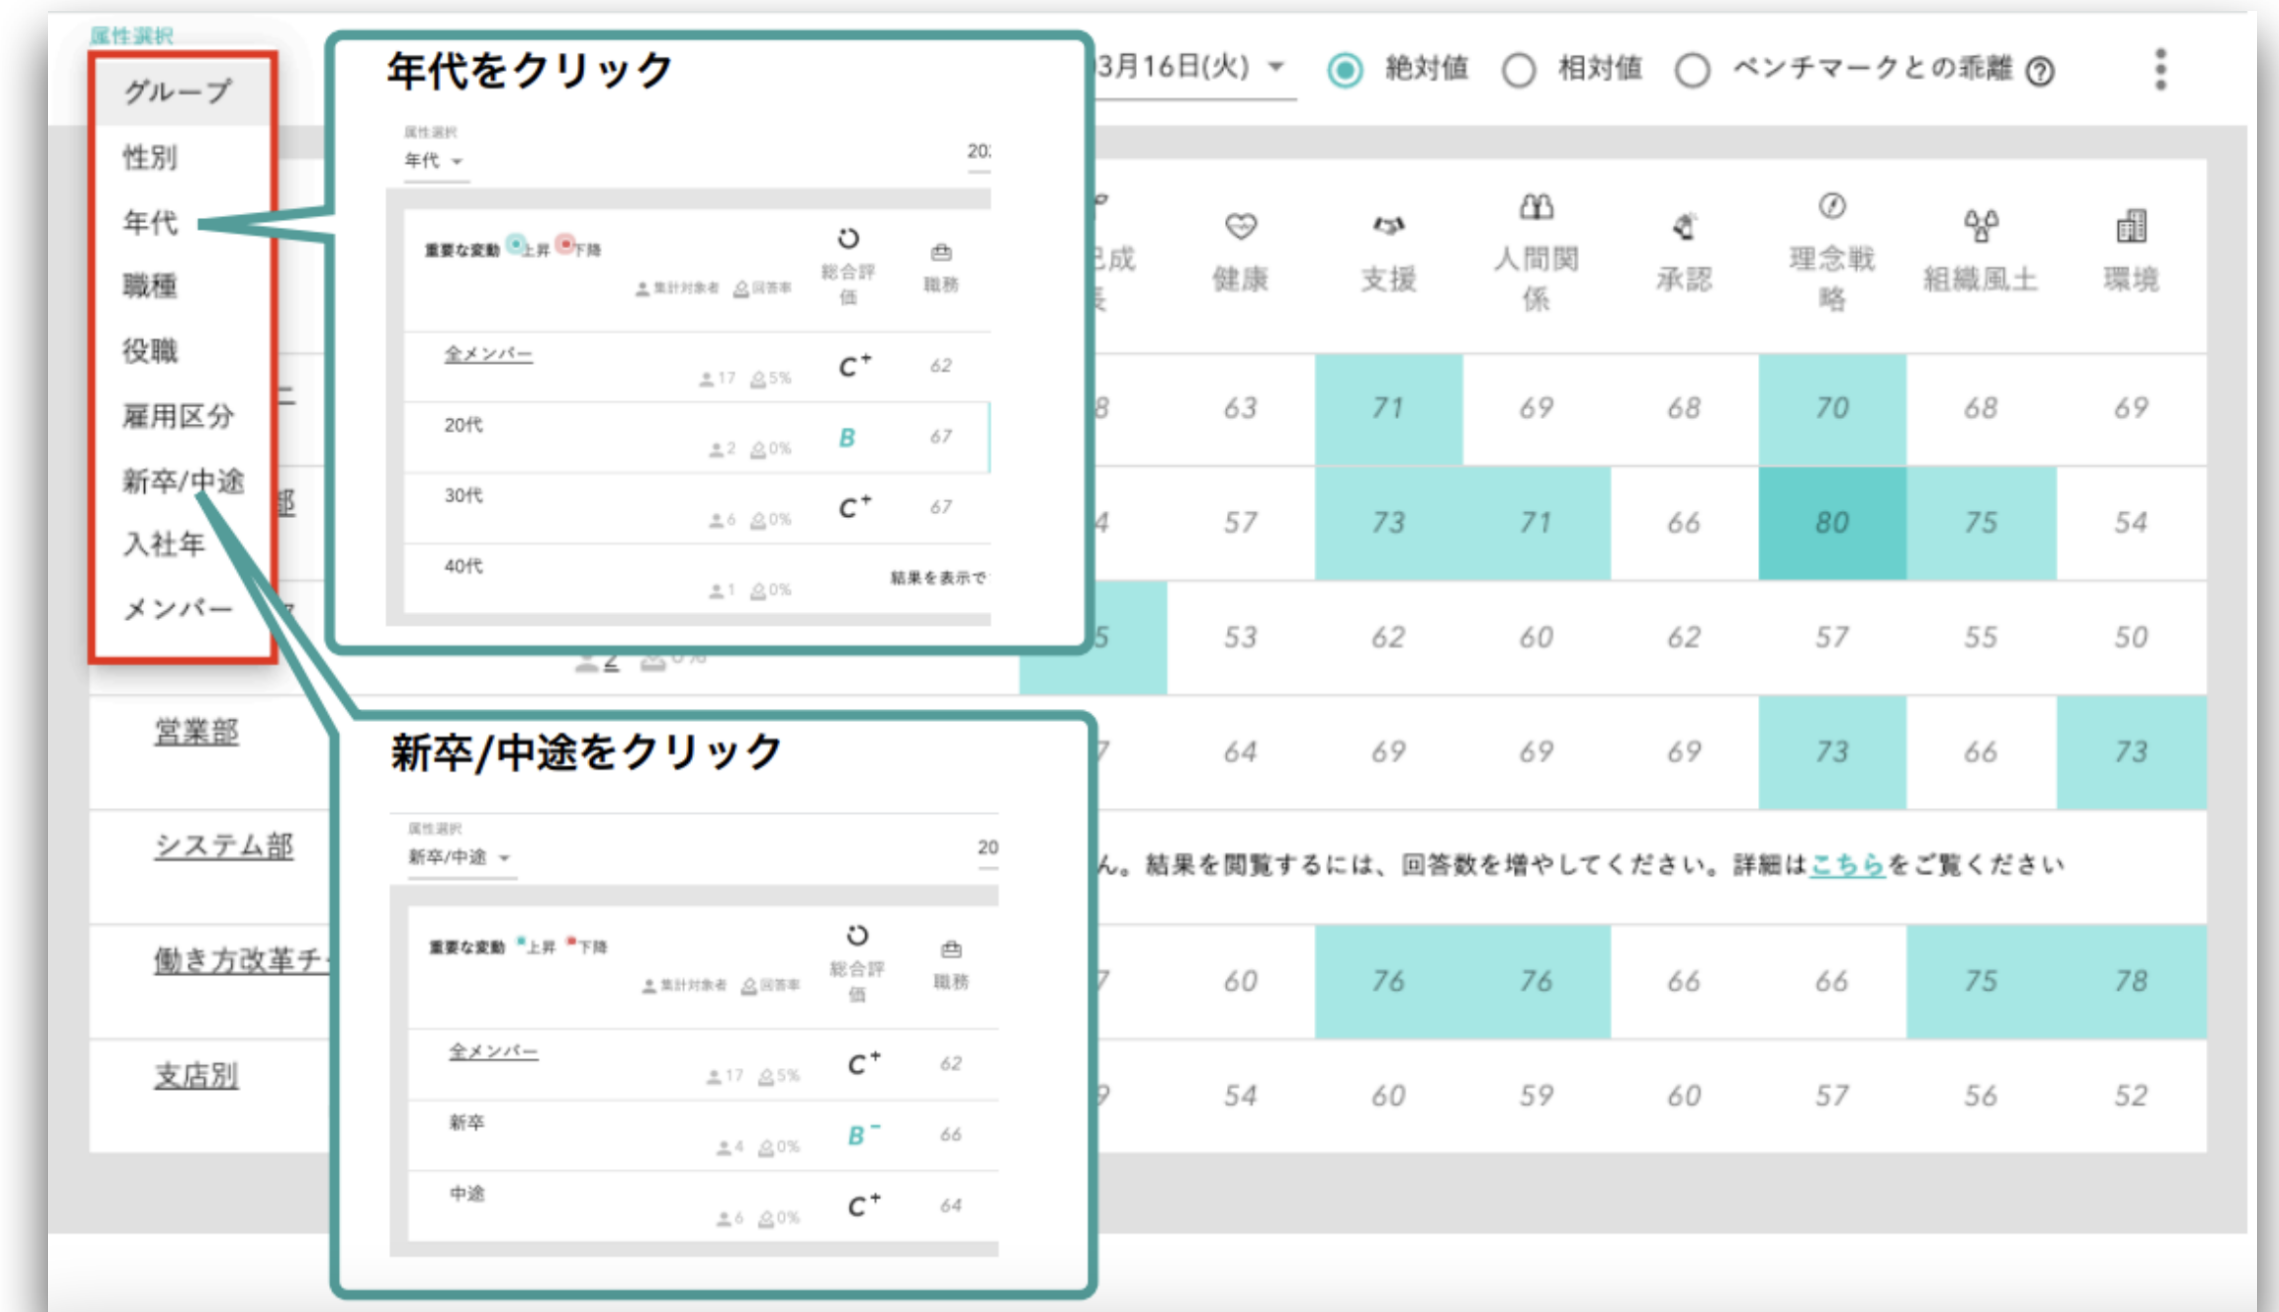 属性選択
グループ
性別
年代
職種
役職
雇用区分
新卒/中途
入社年
メンバー
3月16日(火)
絶対値
相対値
ベンチマークとの乖離
年代をクリック
属性選択
年代
重要な変動 上昇 下降
集計対象者 回答率
総合評価
職務
全メンバー
17 5%
C+ 62
20代
2 0%
B 67
30代
6 0%
C+ 67
40代
1 0%
結果を表示で
新卒/中途をクリック
属性選択
新卒/中途
20
重要な変動 上昇 下降
集計対象者 回答率
総合評価
職務
全メンバー
17 5%
C+ 62
新卒
4 0%
B- 66
中途
6 0%
C+ 64
健康 支援 人間関係 承認 理念戦略 組織風土 環境
8 63 71 69 68 70 68 69
4 57 73 71 66 80 75 54
2
5 53 62 60 62 57 55 50
営業部
7 64 69 69 69 73 66 73
システム部
ん。結果を閲覧するには、回答数を増やしてください。詳細はこちらをご覧ください
働き方改革チ
7 60 76 76 66 66 75 78
支店別
9 54 60 59 60 57 56 52